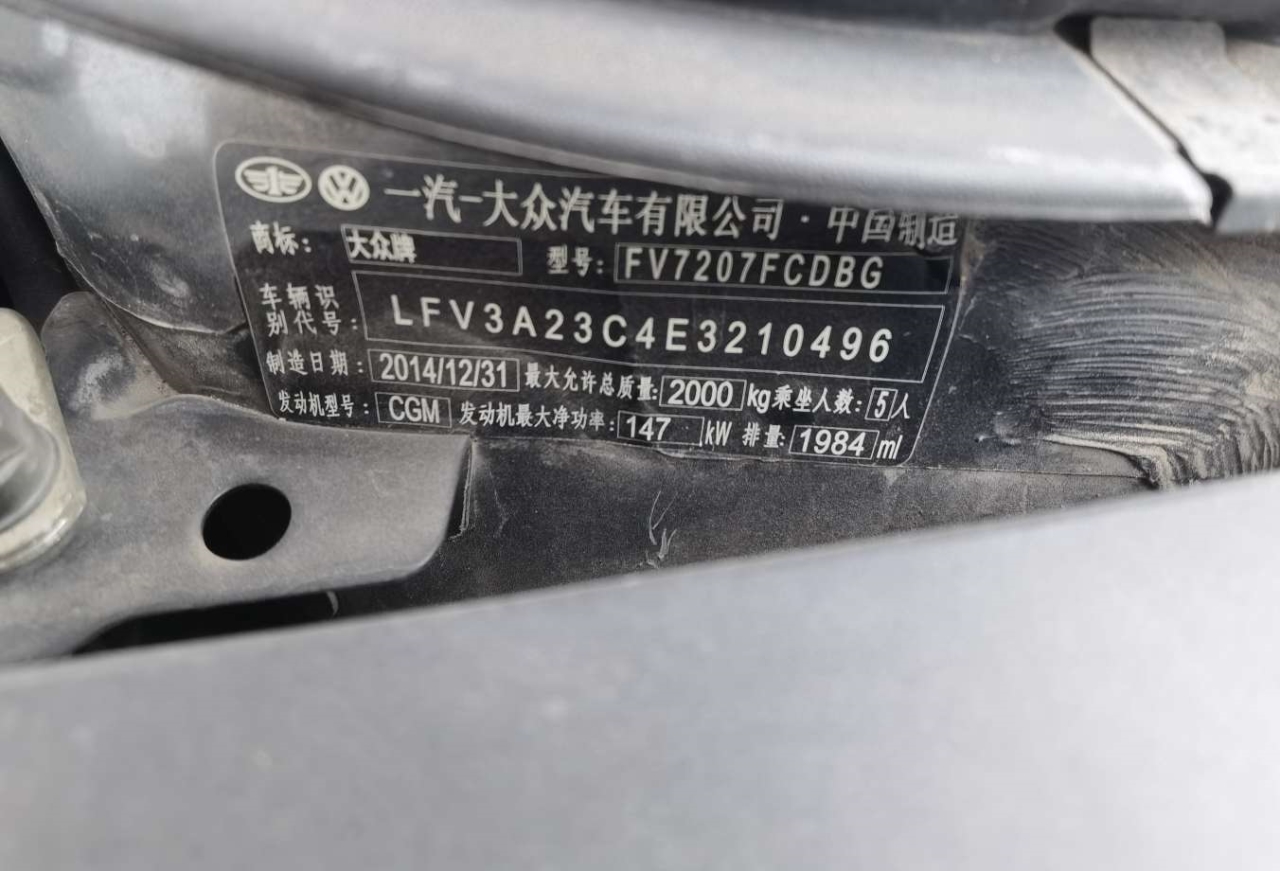 一汽-大众汽车有限公司·中国制造
商标: 大众牌 型号: FV7207FCDBG
车辆识别代号: LFV3A23C4E3210496
制造日期: 2014/12/31 最大允许总质量: 2000 kg 乘坐人数: 5 人
发动机型号: CGM 发动机最大净功率: 147 kW 排量: 1984 ml